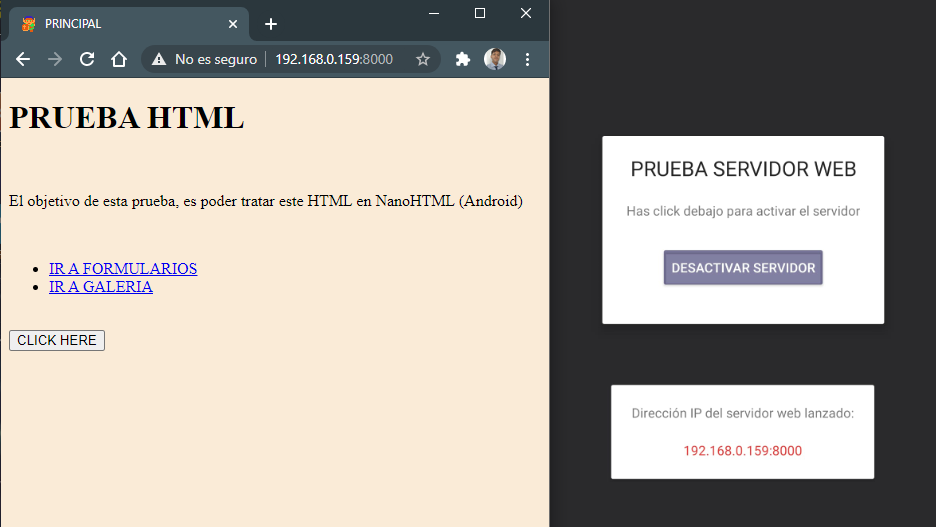 PRINCIPAL
No es seguro
192.168.0.159:8000
PRUEBA HTML
El objetivo de esta prueba, es poder tratar este HTML en NanoHTML (Android)
IR A FORMULARIOS
IR A GALERIA
CLICK HERE
PRUEBA SERVIDOR WEB
Has click debajo para activar el servidor
DESACTIVAR SERVIDOR
Dirección IP del servidor web lanzado:
192.168.0.159:8000